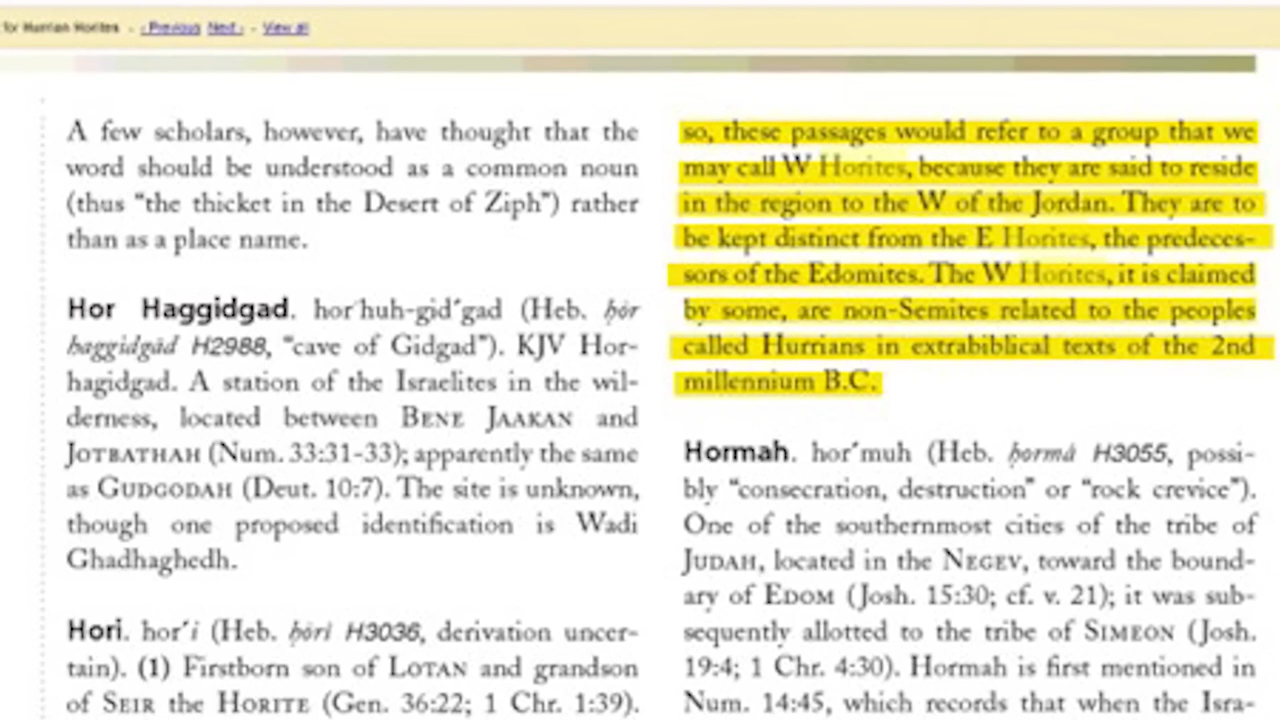 for Hurrian Horites - ‹ Previous Next › - View all
A few scholars, however, have thought that the
word should be understood as a common noun
(thus “the thicket in the Desert of Ziph”) rather
than as a place name.
Hor Haggidgad. hor´huh-gid´gad (Heb. ḥōr
haggidgād H2988, “cave of Gidgad”). KJV Hor-
hagidgad. A station of the Israelites in the wil-
derness, located between BENE JAAKAN and
JOTBATHAH (Num. 33:31-33); apparently the same
as GUDGODAH (Deut. 10:7). The site is unknown,
though one proposed identification is Wadi
Ghadhaghedh.
Hori. hor´i (Heb. ḥōrı̂ H3036, derivation uncer-
tain). (1) Firstborn son of LOTAN and grandson
of SEIR the HORITE (Gen. 36:22; 1 Chr. 1:39).
so, these passages would refer to a group that we
may call W Horites, because they are said to reside
in the region to the W of the Jordan. They are to
be kept distinct from the E Horites, the predeces-
sors of the Edomites. The W Horites, it is claimed
by some, are non-Semites related to the peoples
called Hurrians in extrabiblical texts of the 2nd
millennium B.C.
Hormah. hor´muh (Heb. ḥormâ H3055, possi-
bly “consecration, destruction” or “rock crevice”).
One of the southernmost cities of the tribe of
JUDAH, located in the NEGEV, toward the bound-
ary of EDOM (Josh. 15:30; cf. v. 21); it was sub-
sequently allotted to the tribe of SIMEON (Josh.
19:4; 1 Chr. 4:30). Hormah is first mentioned in
Num. 14:45, which records that when the Isra-